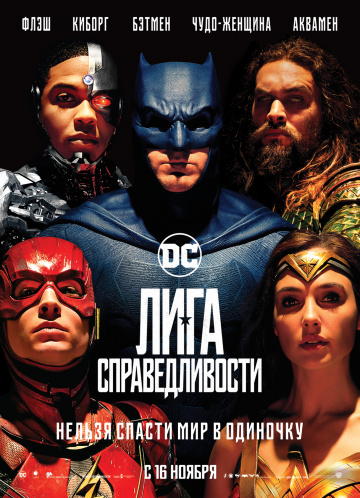 ФЛЭШ КИБОРГ БЭТМЕН ЧУДО-ЖЕНЩИНА АКВАМЕН
DC
ЛИГА
СПРАВЕДЛИВОСТИ
НЕЛЬЗЯ СПАСТИ МИР В ОДИНОЧКУ
С 16 НОЯБРЯ